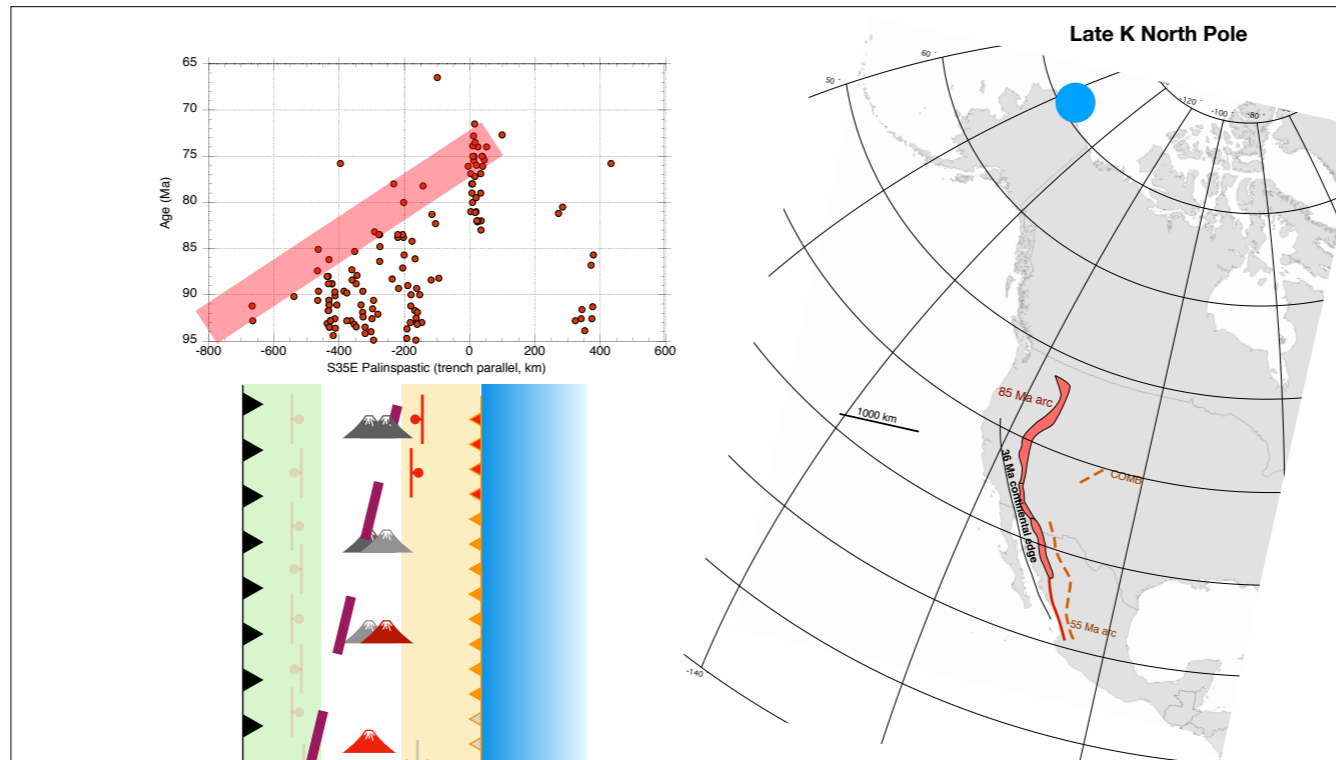 Late K North Pole
65
70
75
80
85
90
95
Age (Ma)
-800
-600
-400
-200
0
200
400
600
S35E Palinspastic (trench parallel, km)
60
50
-120
-100
-80
85 Ma arc
1000 km
36 Ma continental edge
COMB
55 Ma arc
-140